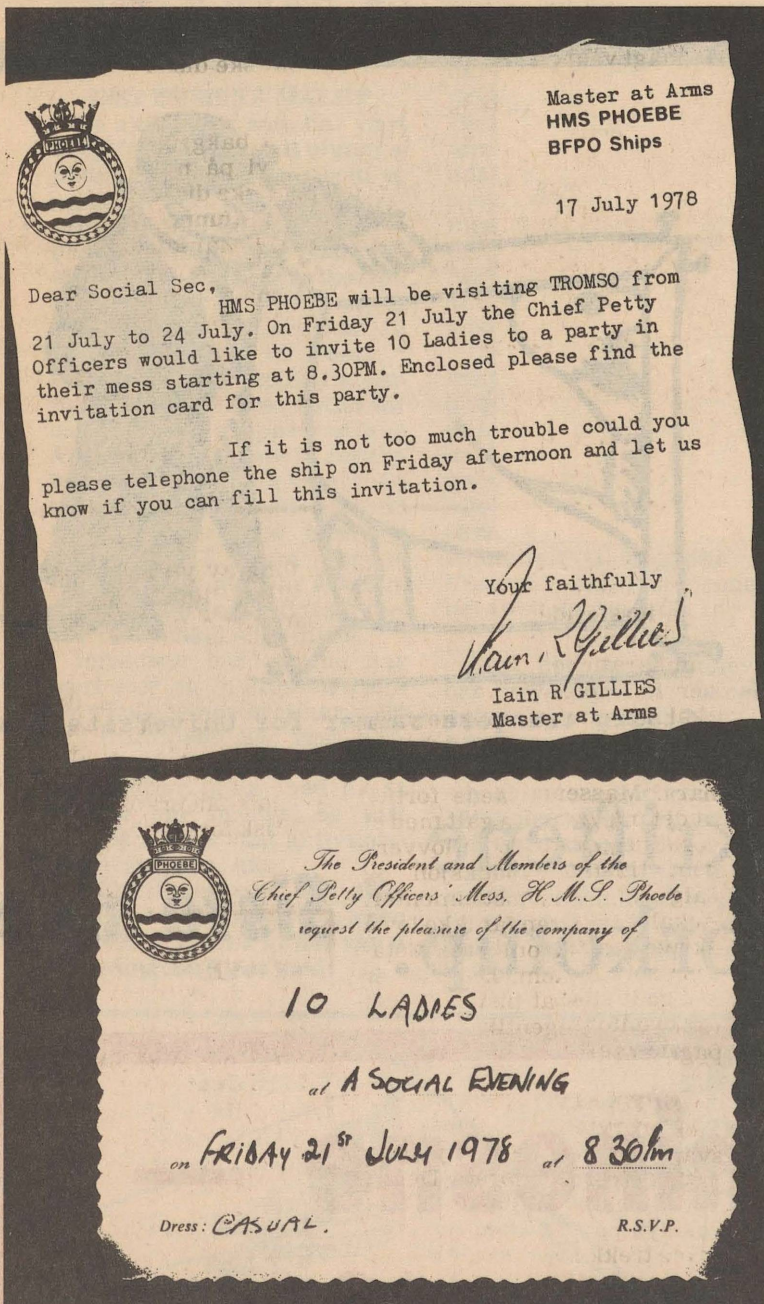 Master at Arms
HMS PHOEBE
BFPO Ships
17 July 1978
PHOEBE
Dear Social Sec,
HMS PHOEBE will be visiting TROMSO from
21 July to 24 July. On Friday 21 July the Chief Petty
Officers would like to invite 10 Ladies to a party in
their mess starting at 8.30PM. Enclosed please find the
invitation card for this party.
If it is not too much trouble could you
please telephone the ship on Friday afternoon and let us
know if you can fill this invitation.
Your faithfully
Iain R Gillies
Iain R GILLIES
Master at Arms
PHOEBE
The President and Members of the
Chief Petty Officers' Mess, H.M.S. Phoebe
request the pleasure of the company of
10 LADIES
at A SOCIAL EVENING
on FRIDAY 21ST JULY 1978 at 8 30pm
Dress: CASUAL. R.S.V.P.